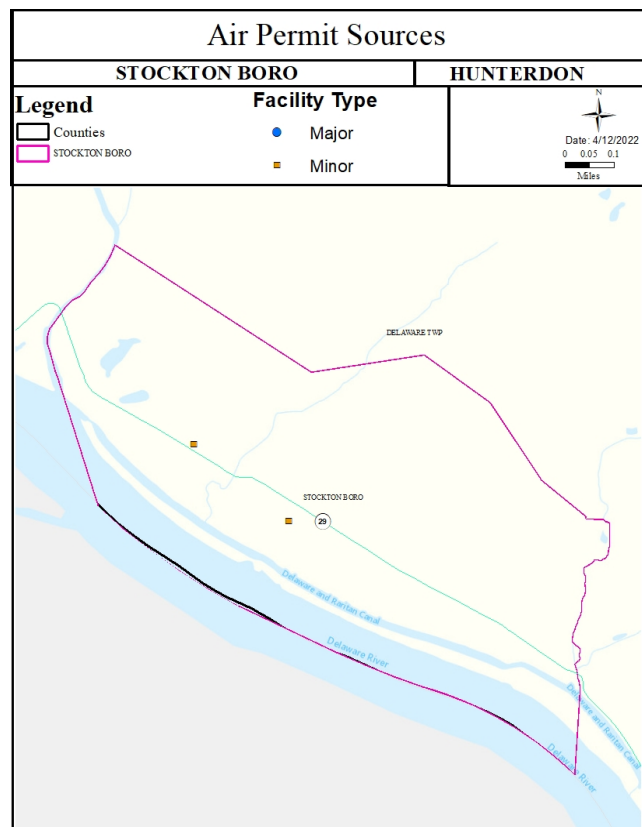 Air Permit Sources
STOCKTON BORO
HUNTERDON
Legend
Counties
STOCKTON BORO
Facility Type
Major
Minor
N
Date: 4/12/2022
0 0.05 0.1
Miles
DELAWARE TWP
STOCKTON BORO
29
Delaware and Raritan Canal
Delaware River
Delaware and Raritan Canal
Delaware River